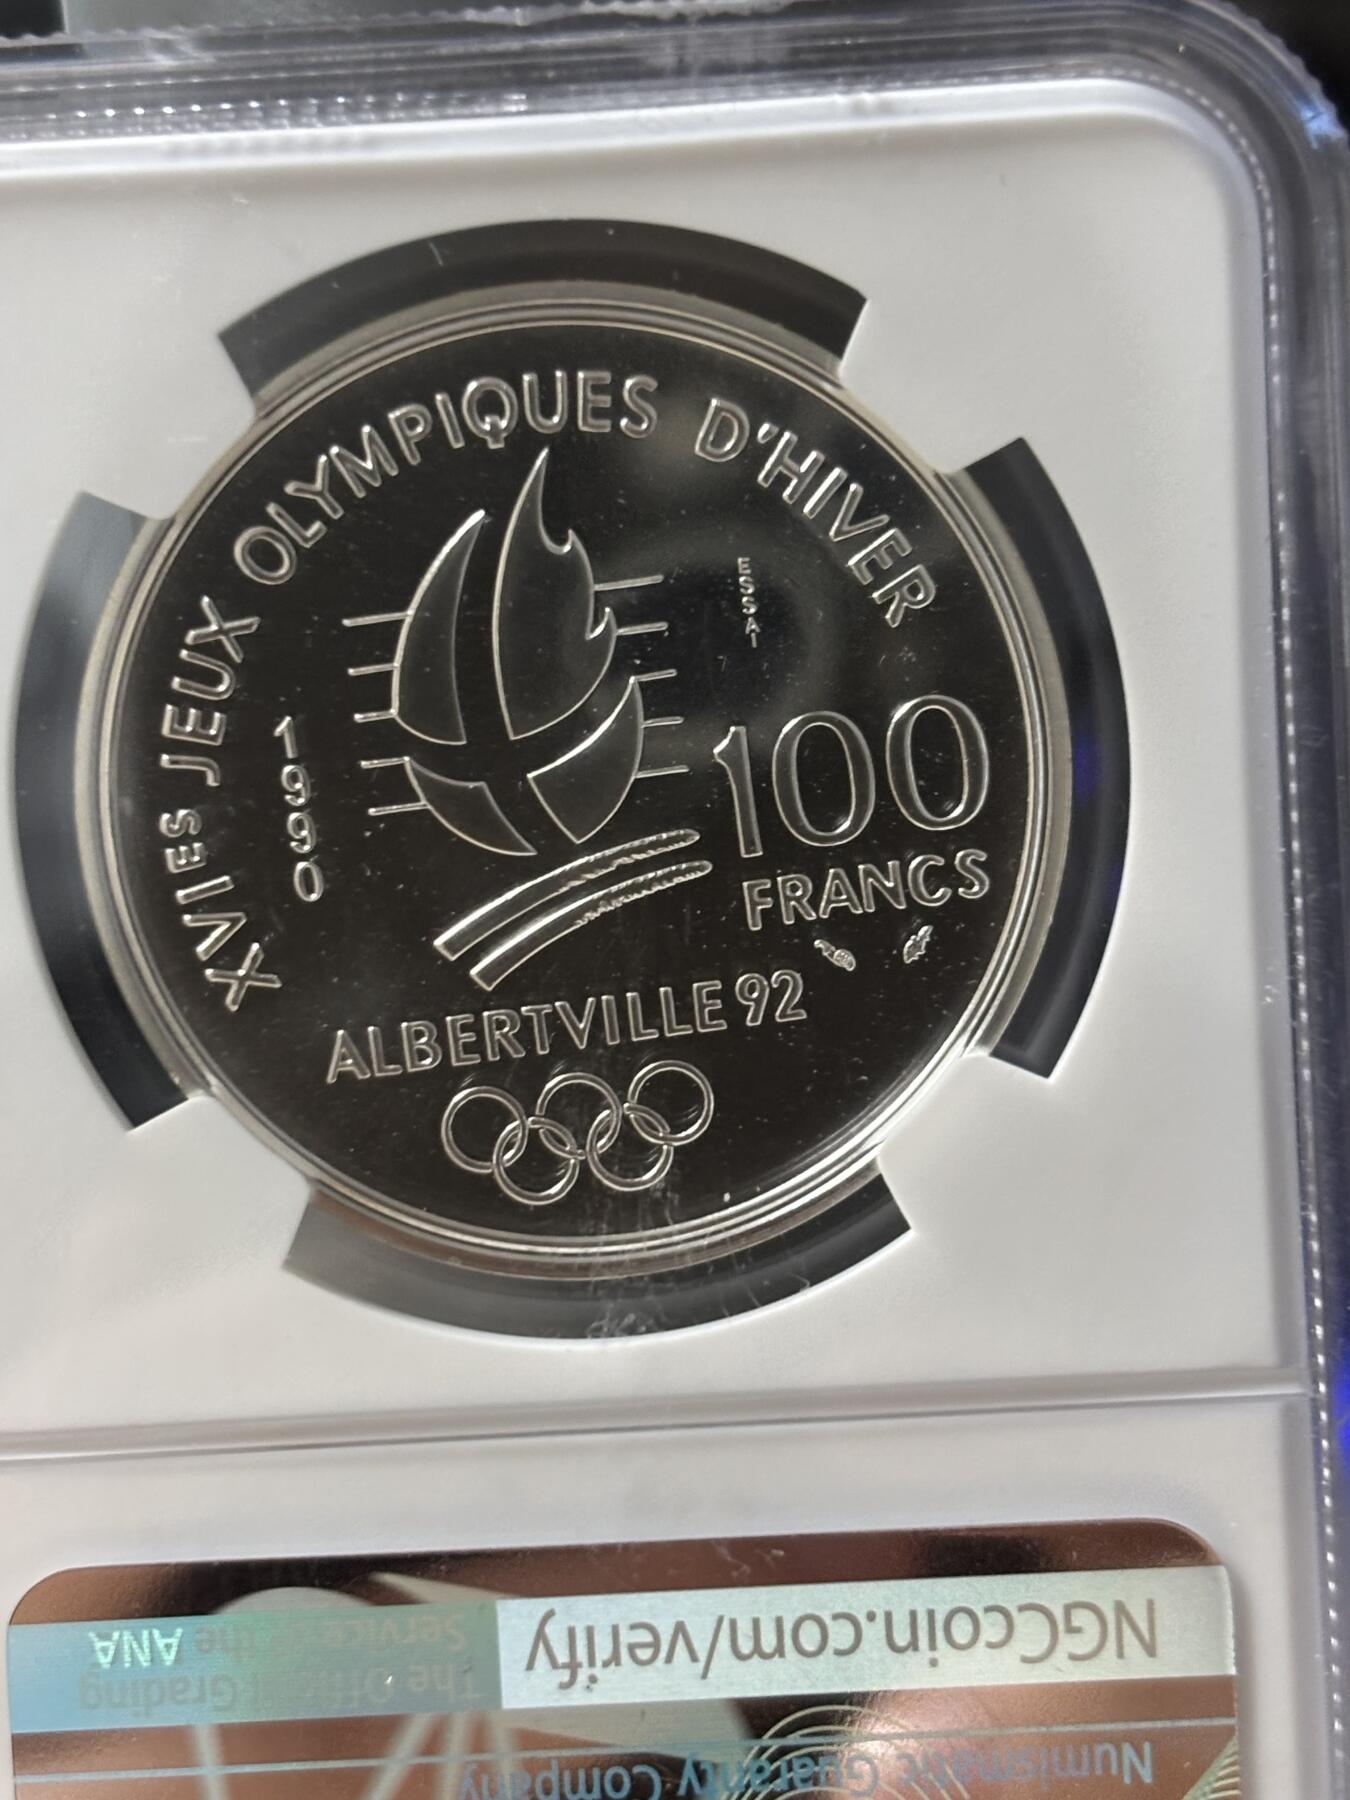 XVIES JEUX OLYMPIQUES D'HIVER
ESSAI
1990
100
FRANCS
ALBERTVILLE 92
NGCcoin.com/verify
The Official Grading
Service of the ANA
Numismatic Guaranty Company